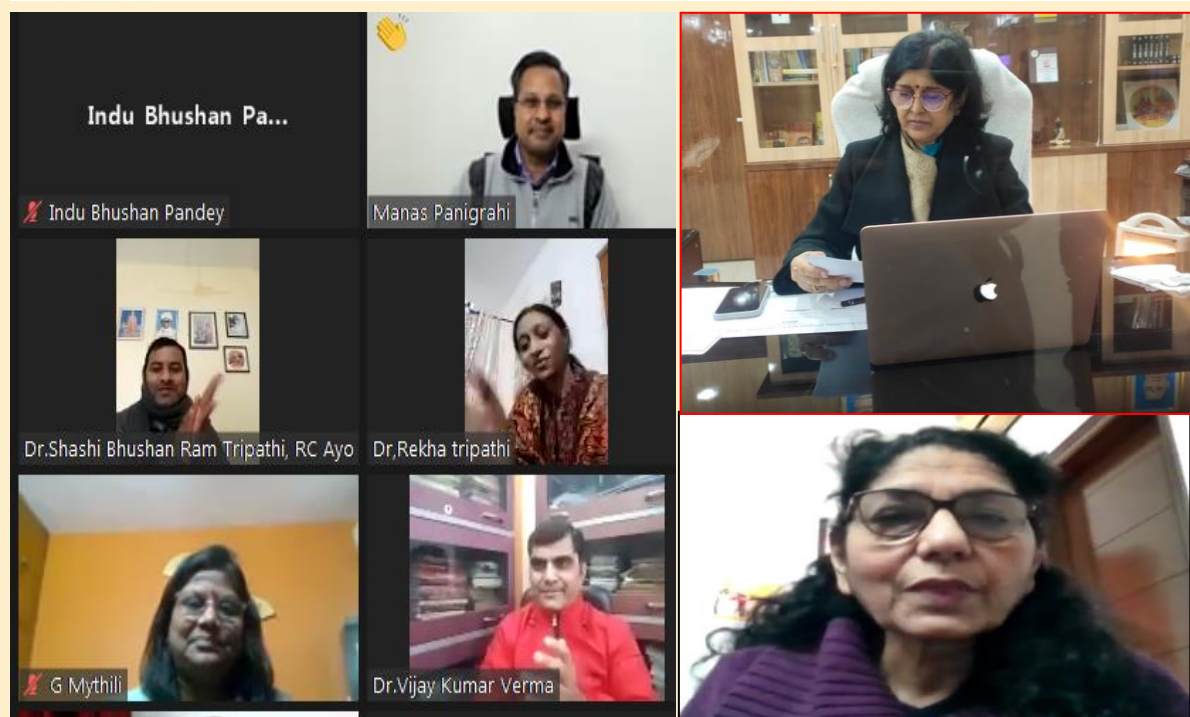 Indu Bhushan Pa...
Indu Bhushan Pandey
Manas Panigrahi
Dr.Shashi Bhushan Ram Tripathi, RC Ayo
Dr,Rekha tripathi
G Mythili
Dr.Vijay Kumar Verma